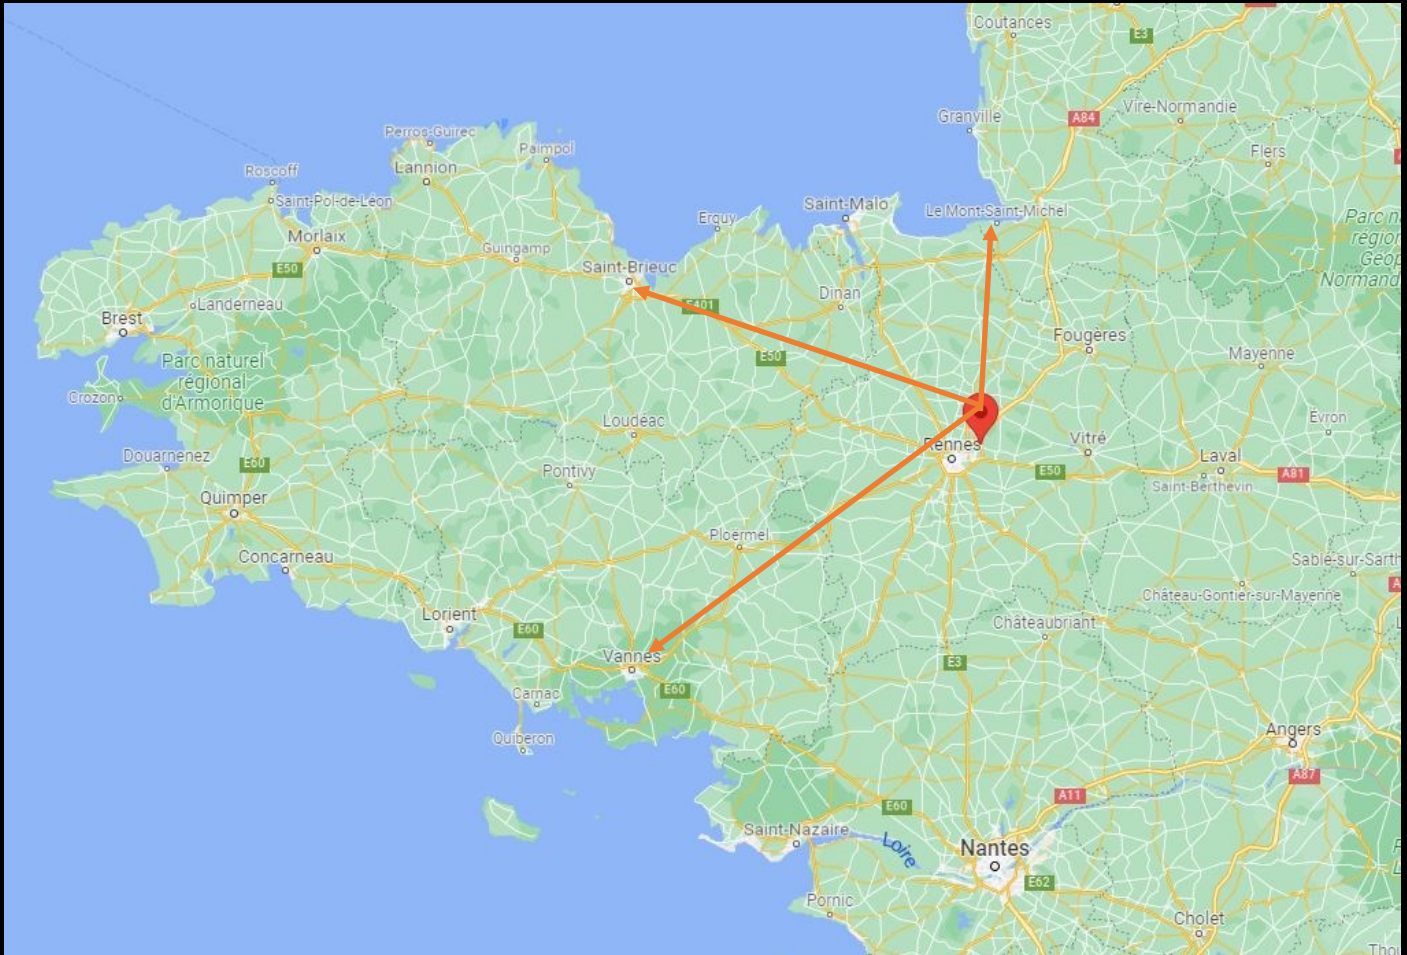 Coutances
E3
Granville
A84
Vire-Normandie
Flers
Perros-Guirec
Paimpol
Lannion
Roscoff
Saint-Pol-de-Léon
Morlaix
Guingamp
Saint-Brieuc
Erquy
Saint-Malo
Le Mont-Saint-Michel
E50
E401
Dinan
Landerneau
Brest
Fougères
Mayenne
E50
Parc naturel
régional
d'Armorique
Crozon
Loudéac
Évron
Rennes
Vitré
Laval
Douarnenez
E60
Pontivy
E50
A81
Saint-Berthevin
Quimper
Ploërmel
Concarneau
Sablé-sur-Sarth
Château-Gontier-sur-Mayenne
Lorient
E60
Châteaubriant
Vannes
E3
Carnac
E60
Quiberon
Angers
A87
A11
E60
Saint-Nazaire
Loire
Nantes
E62
Pornic
Cholet